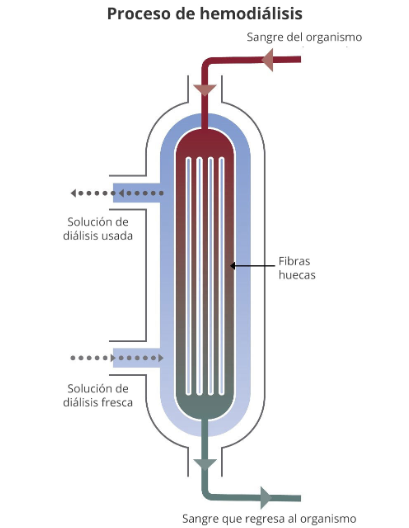 Proceso de hemodiálisis
Sangre del organismo
Solución de
diálisis usada
Fibras
huecas
Solución de
diálisis fresca
Sangre que regresa al organismo